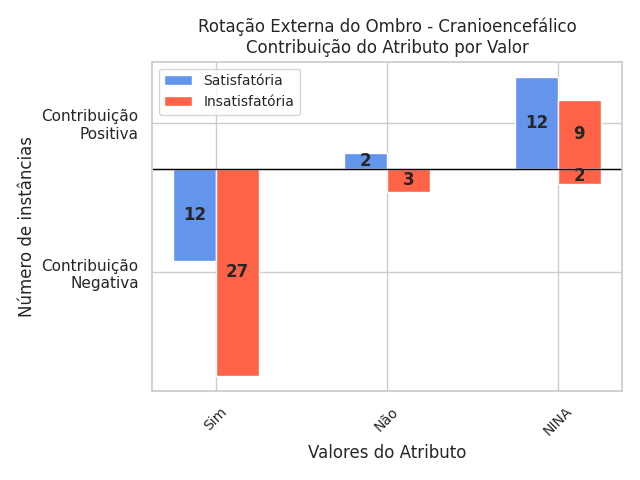 Rotação Externa do Ombro - Cranioencefálico
Contribuição do Atributo por Valor
Satisfatória
Insatisfatória
Contribuição
Positiva
Contribuição
Negativa
Número de instâncias
12
27
2
3
12
9
2
Sim
Não
NINA
Valores do Atributo